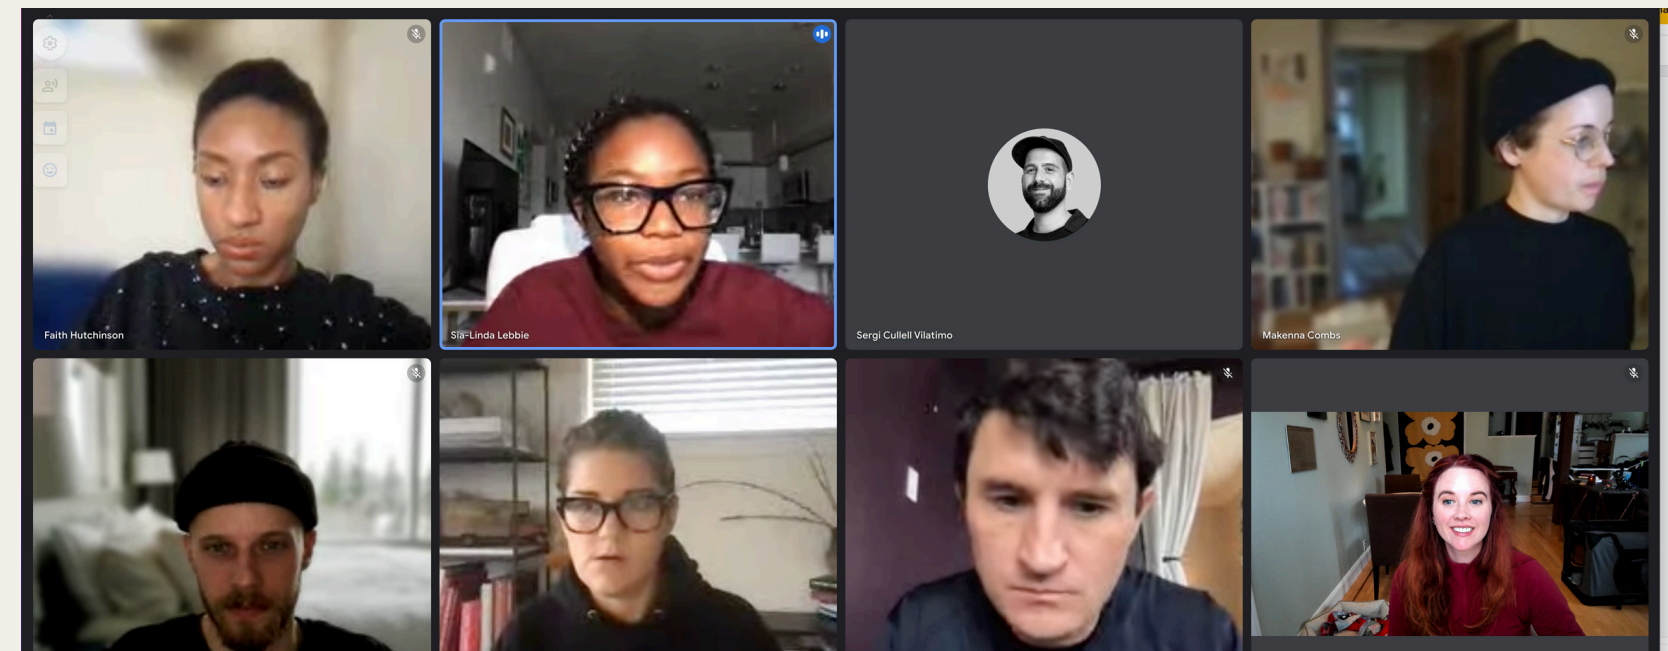 Faith Hutchinson
Sia-Linda Lebbie
Sergi Cullell Vilatimo
Makenna Combs